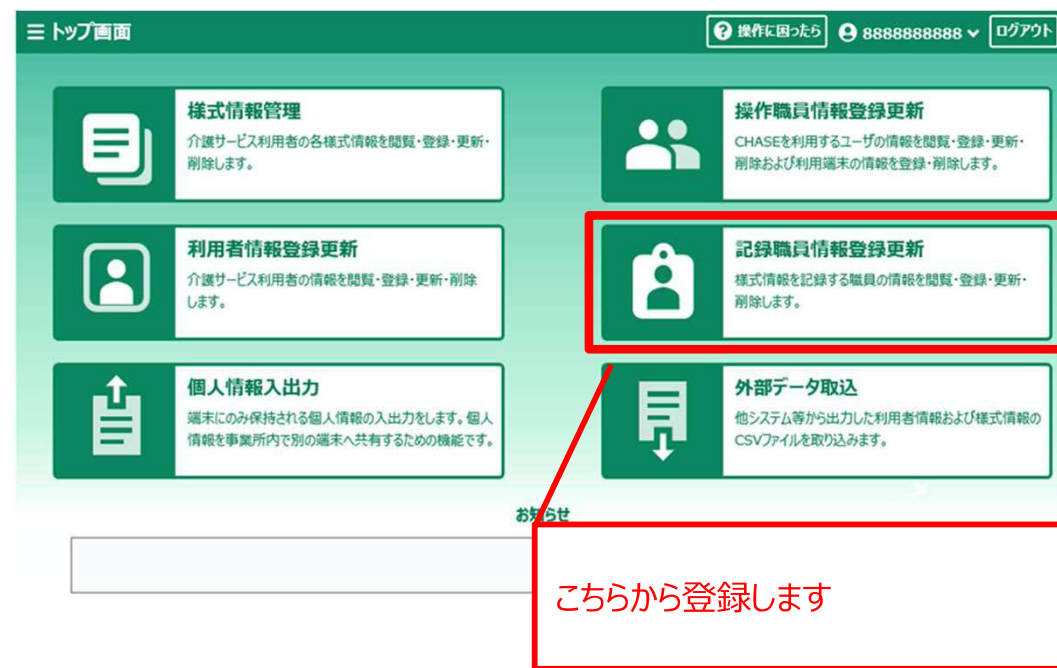 トップ画面
操作に困ったら
8888888888
ログアウト
様式情報管理
介護サービス利用者の各様式情報を閲覧・登録・更新・
削除します。
操作職員情報登録更新
CHASEを利用するユーザの情報を閲覧・登録・更新・
削除および利用端末の情報を登録・削除します。
利用者情報登録更新
介護サービス利用者の情報を閲覧・登録・更新・削除
します。
記録職員情報登録更新
様式情報を記録する職員の情報を閲覧・登録・更新・
削除します。
個人情報入出力
端末にのみ保持される個人情報の入出力をします。個人
情報を事業所内で別の端末へ共有するための機能です。
外部データ取込
他システム等から出力した利用者情報および様式情報の
CSVファイルを取り込みます。
お知らせ
こちらから登録します